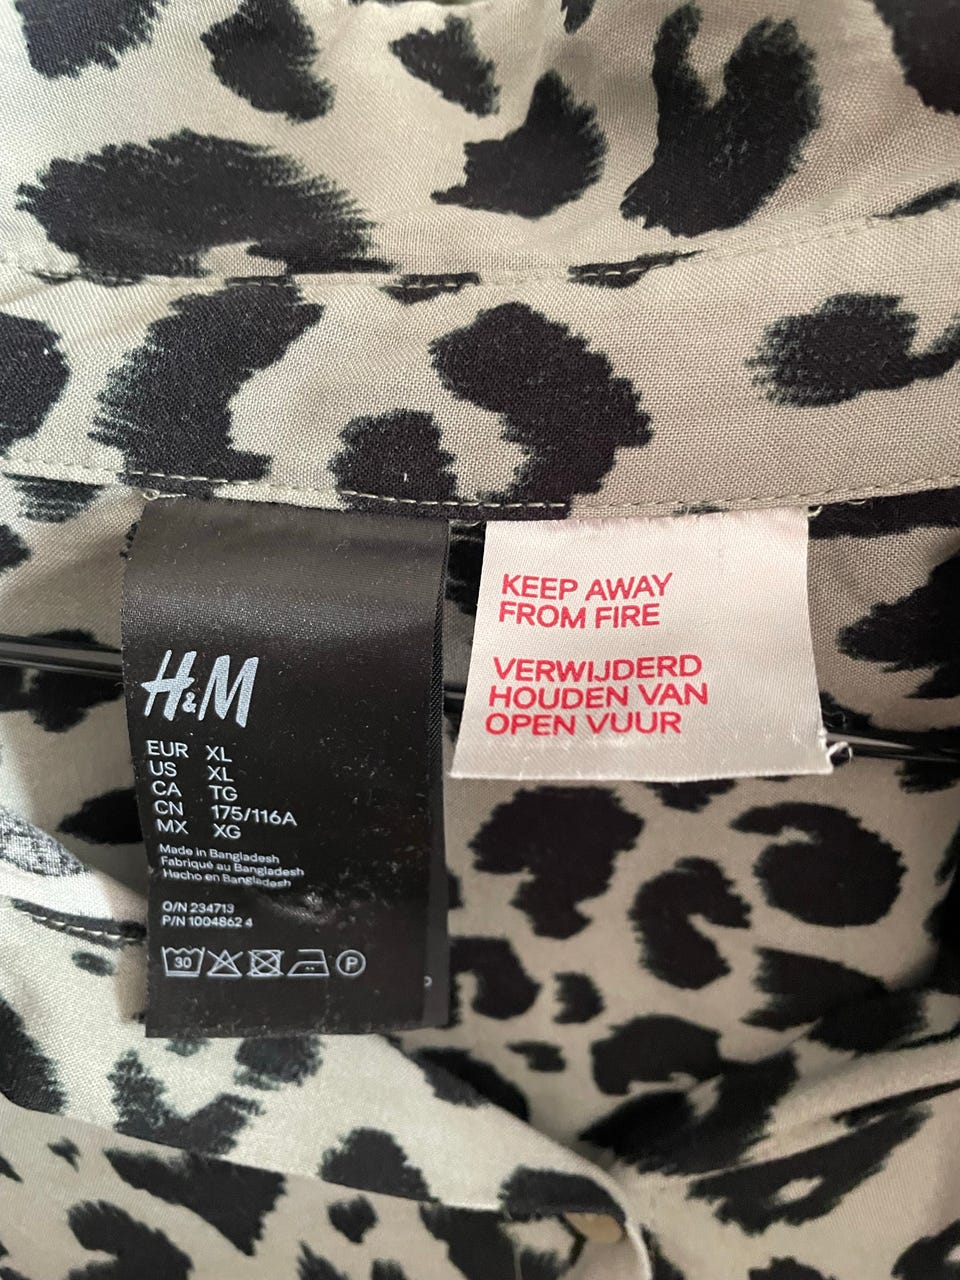 H&M
EUR XL
US XL
CA TG
CN 175/116A
MX XG
Made in Bangladesh
Fabriqué au Bangladesh
Hecho en Bangladesh
O/N 234713
P/N 1004862 4
30
P
KEEP AWAY
FROM FIRE
VERWIJDERD
HOUDEN VAN
OPEN VUUR